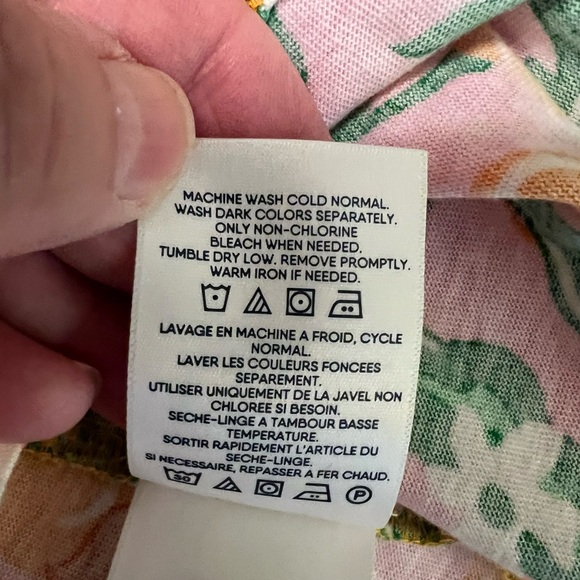 MACHINE WASH COLD NORMAL.
WASH DARK COLORS SEPARATELY.
ONLY NON-CHLORINE
BLEACH WHEN NEEDED.
TUMBLE DRY LOW. REMOVE PROMPTLY.
WARM IRON IF NEEDED.
LAVAGE EN MACHINE A FROID, CYCLE
NORMAL.
LAVER LES COULEURS FONCEES
SEPAREMENT.
UTILISER UNIQUEMENT DE LA JAVEL NON
CHLOREE SI BESOIN.
SECHE-LINGE A TAMBOUR BASSE
TEMPERATURE.
SORTIR RAPIDEMENT L'ARTICLE DU
SECHE-LINGE.
SI NECESSAIRE, REPASSER A FER CHAUD.
30 P